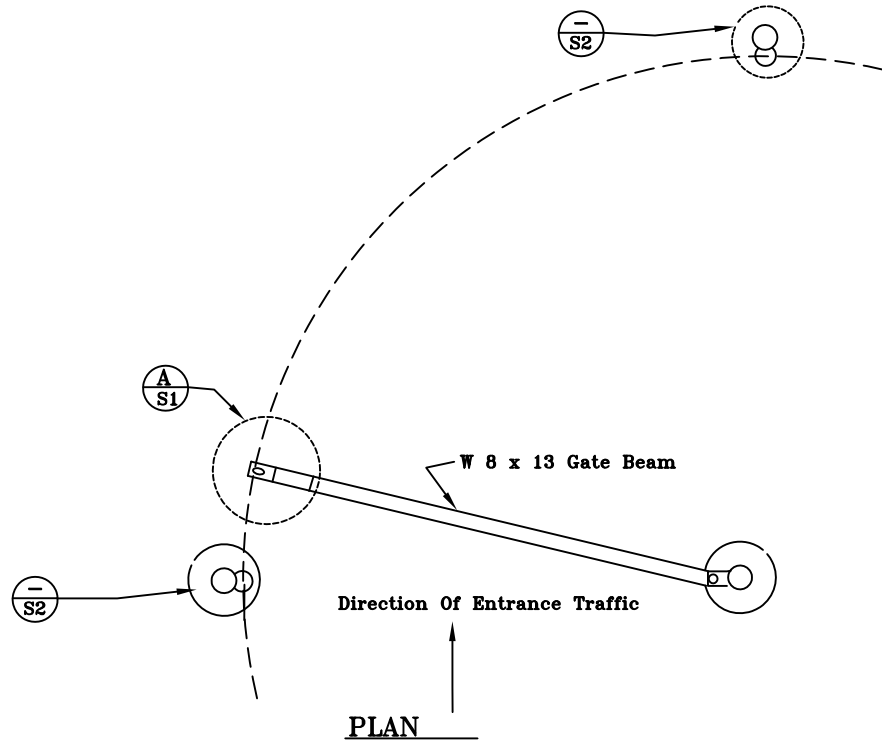 —
S2
A
S1
W 8 x 13 Gate Beam
—
S2
Direction Of Entrance Traffic
PLAN